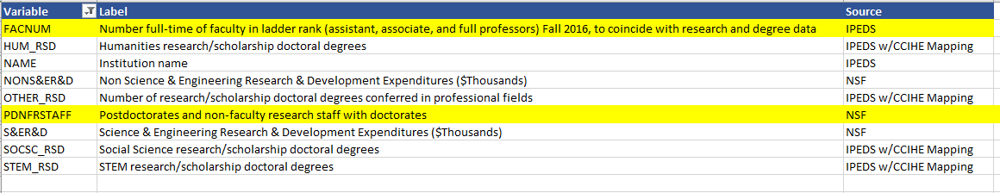 Variable Label Source
FACNUM Number full-time of faculty in ladder rank (assistant, associate, and full professors) Fall 2016, to coincide with research and degree data IPEDS
HUM_RSD Humanities research/scholarship doctoral degrees IPEDS w/CCIHE Mapping
NAME Institution name IPEDS
NONS&ER&D Non Science & Engineering Research & Development Expenditures ($Thousands) NSF
OTHER_RSD Number of research/scholarship doctoral degrees conferred in professional fields IPEDS w/CCIHE Mapping
PDNFRSTAFF Postdoctorates and non-faculty research staff with doctorates NSF
S&ER&D Science & Engineering Research & Development Expenditures ($Thousands) NSF
SOCSC_RSD Social Science research/scholarship doctoral degrees IPEDS w/CCIHE Mapping
STEM_RSD STEM research/scholarship doctoral degrees IPEDS w/CCIHE Mapping